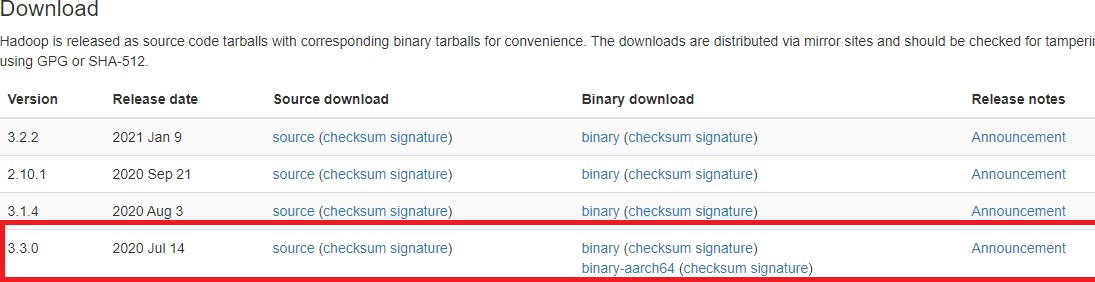 Download
Hadoop is released as source code tarballs with corresponding binary tarballs for convenience. The downloads are distributed via mirror sites and should be checked for tamperin
using GPG or SHA-512.
Version Release date Source download Binary download Release notes
3.2.2 2021 Jan 9 source (checksum signature) binary (checksum signature) Announcement
2.10.1 2020 Sep 21 source (checksum signature) binary (checksum signature) Announcement
3.1.4 2020 Aug 3 source (checksum signature) binary (checksum signature) Announcement
3.3.0 2020 Jul 14 source (checksum signature) binary (checksum signature) Announcement
binary-aarch64 (checksum signature)